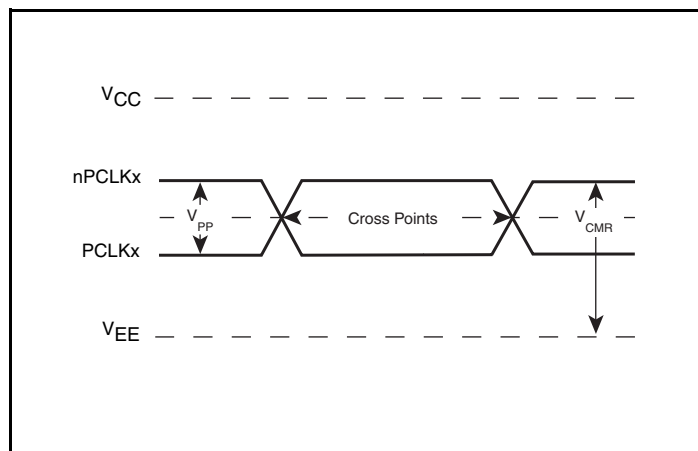 VCC
nPCLKx
VPP
Cross Points
VCMR
PCLKx
VEE